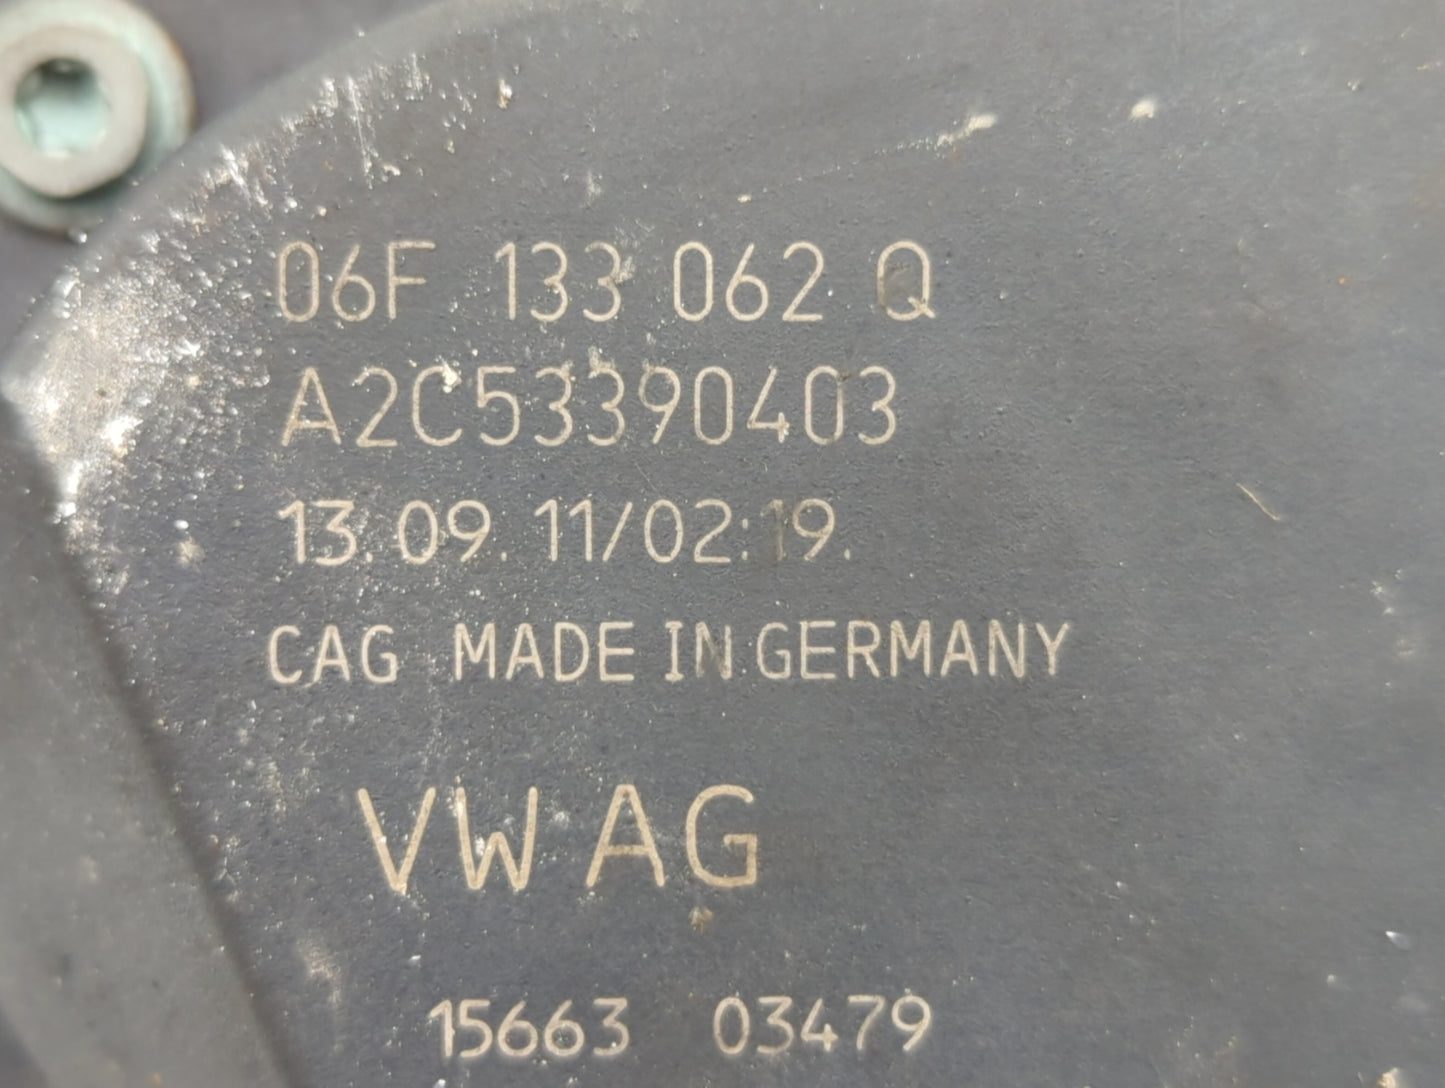 06F 133 062 Q
A2C53390403
13.09.11/02:19.
CAG MADE IN GERMANY
VW AG
15663 03479